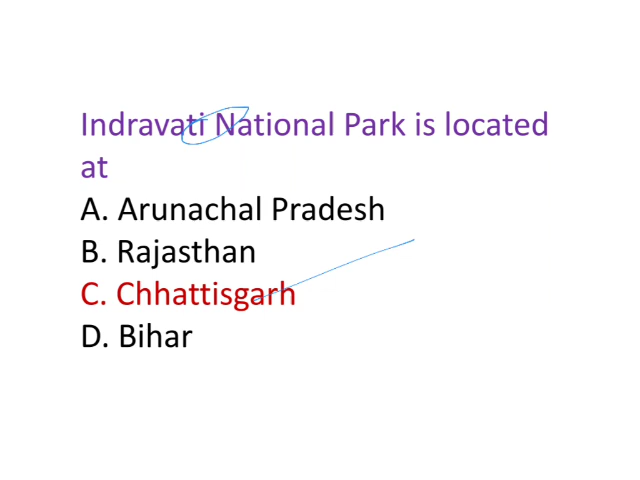 Indravati National Park is located
at
A. Arunachal Pradesh
B. Rajasthan
C. Chhattisgarh
D. Bihar